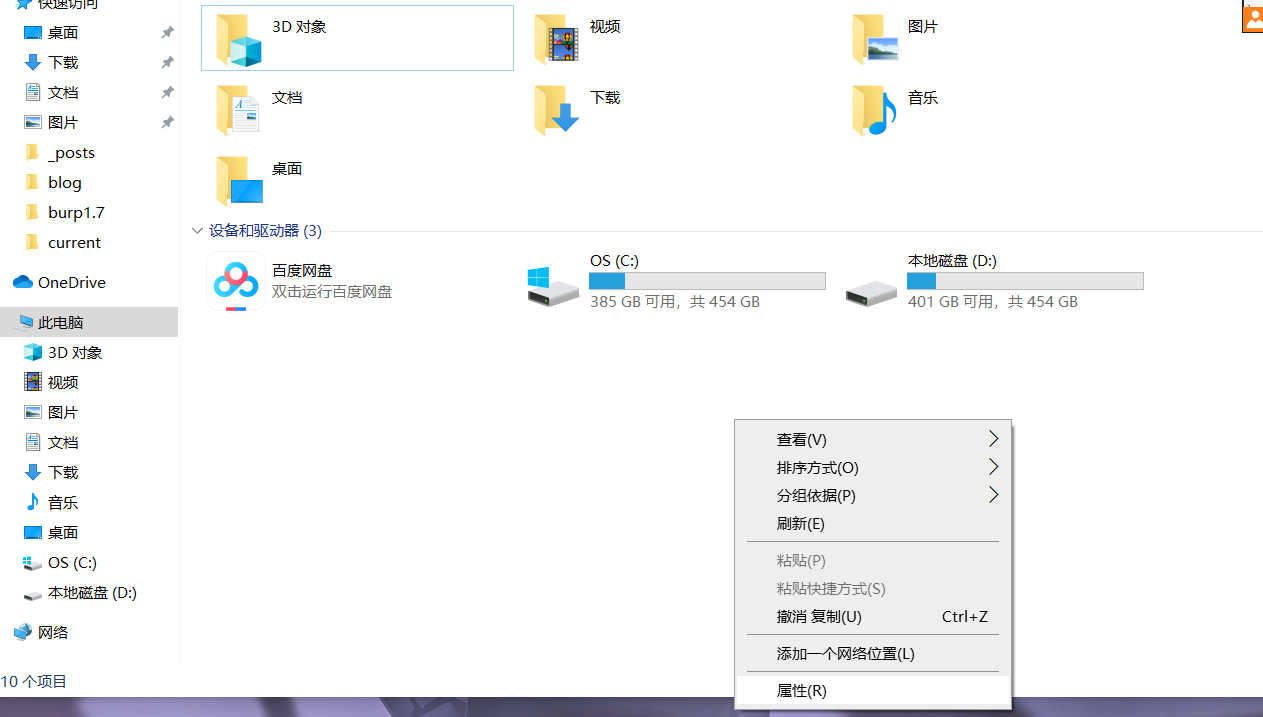 快速访问
桌面
下载
文档
图片
_posts
blog
burp1.7
current
OneDrive
此电脑
3D 对象
视频
图片
文档
下载
音乐
桌面
OS (C:)
本地磁盘 (D:)
网络
10 个项目
3D 对象
视频
图片
文档
下载
音乐
桌面
设备和驱动器 (3)
百度网盘
双击运行百度网盘
OS (C:)
385 GB 可用，共 454 GB
本地磁盘 (D:)
401 GB 可用，共 454 GB
查看(V)
排序方式(O)
分组依据(P)
刷新(E)
粘贴(P)
粘贴快捷方式(S)
撤消 复制(U) Ctrl+Z
添加一个网络位置(L)
属性(R)